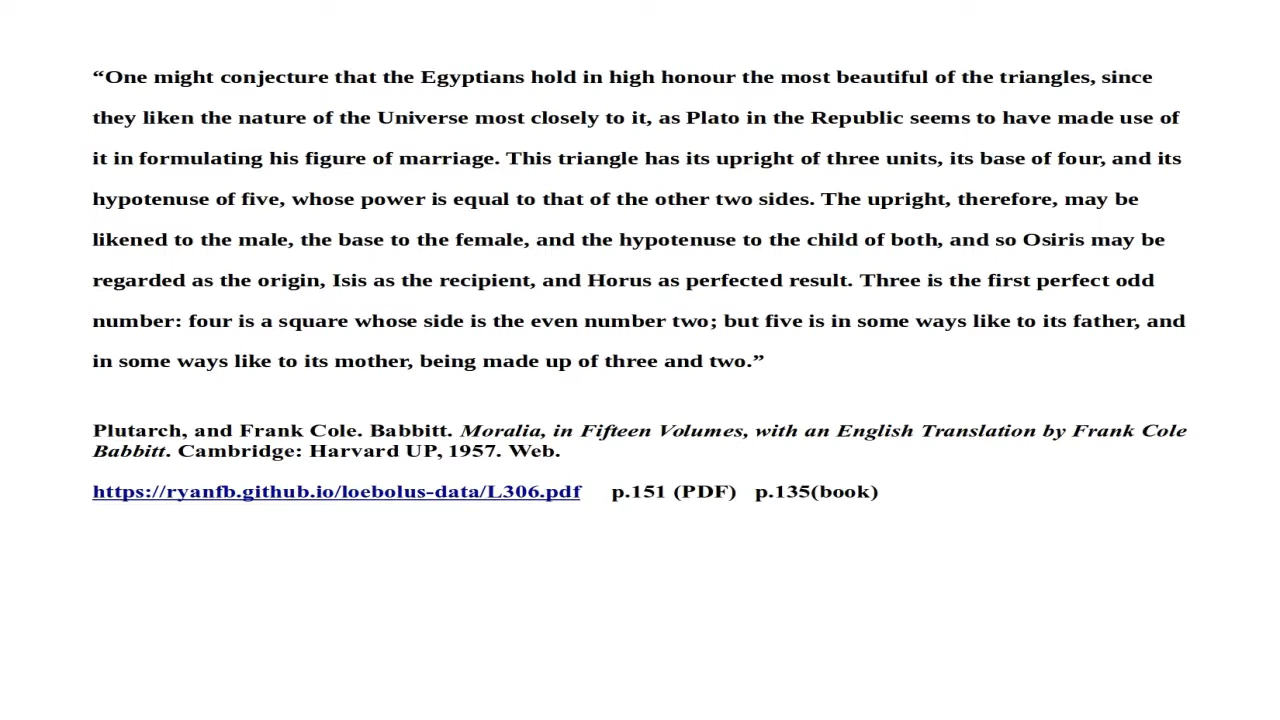 “One might conjecture that the Egyptians hold in high honour the most beautiful of the triangles, since
they liken the nature of the Universe most closely to it, as Plato in the Republic seems to have made use of
it in formulating his figure of marriage. This triangle has its upright of three units, its base of four, and its
hypotenuse of five, whose power is equal to that of the other two sides. The upright, therefore, may be
likened to the male, the base to the female, and the hypotenuse to the child of both, and so Osiris may be
regarded as the origin, Isis as the recipient, and Horus as perfected result. Three is the first perfect odd
number: four is a square whose side is the even number two; but five is in some ways like to its father, and
in some ways like to its mother, being made up of three and two.”
Plutarch, and Frank Cole. Babbitt. Moralia, in Fifteen Volumes, with an English Translation by Frank Cole
Babbitt. Cambridge: Harvard UP, 1957. Web.
https://ryanfb.github.io/loebolus-data/L306.pdf p.151 (PDF) p.135(book)